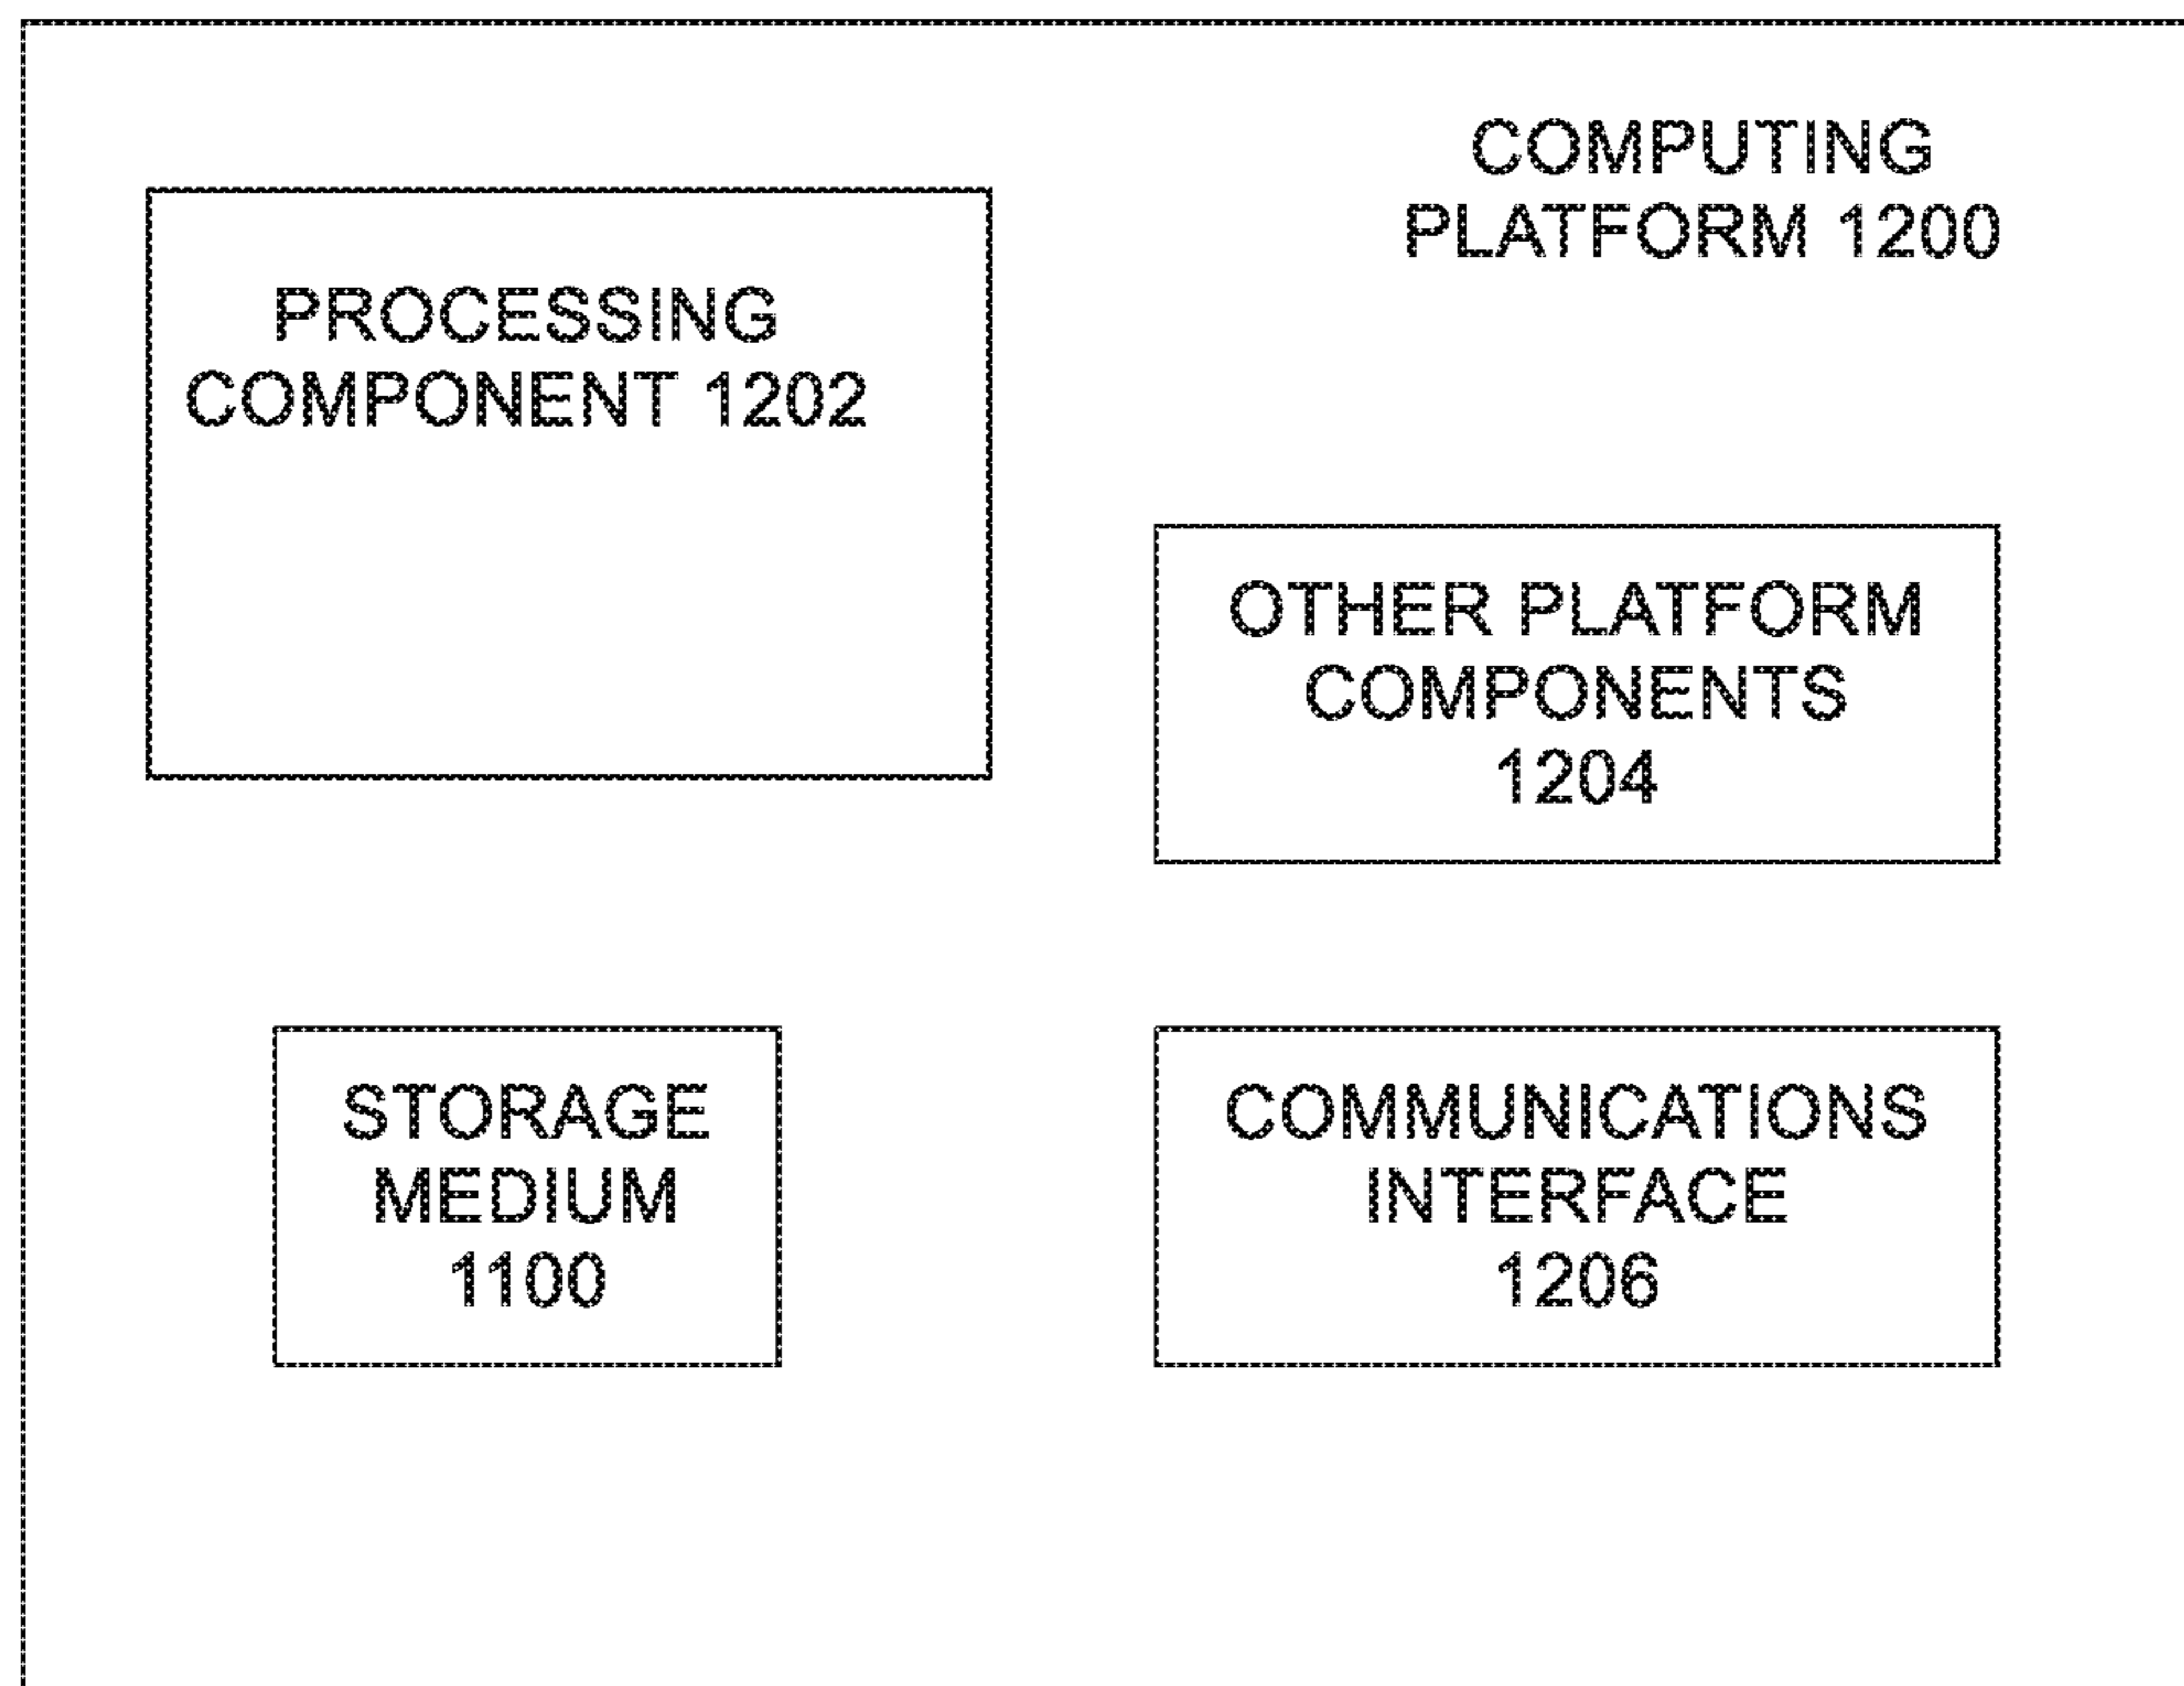 COMPUTING
PLATFORM 1200
PROCESSING
COMPONENT 1202
OTHER PLATFORM
COMPONENTS
1204
STORAGE
MEDIUM
1100
COMMUNICATIONS
INTERFACE
1206